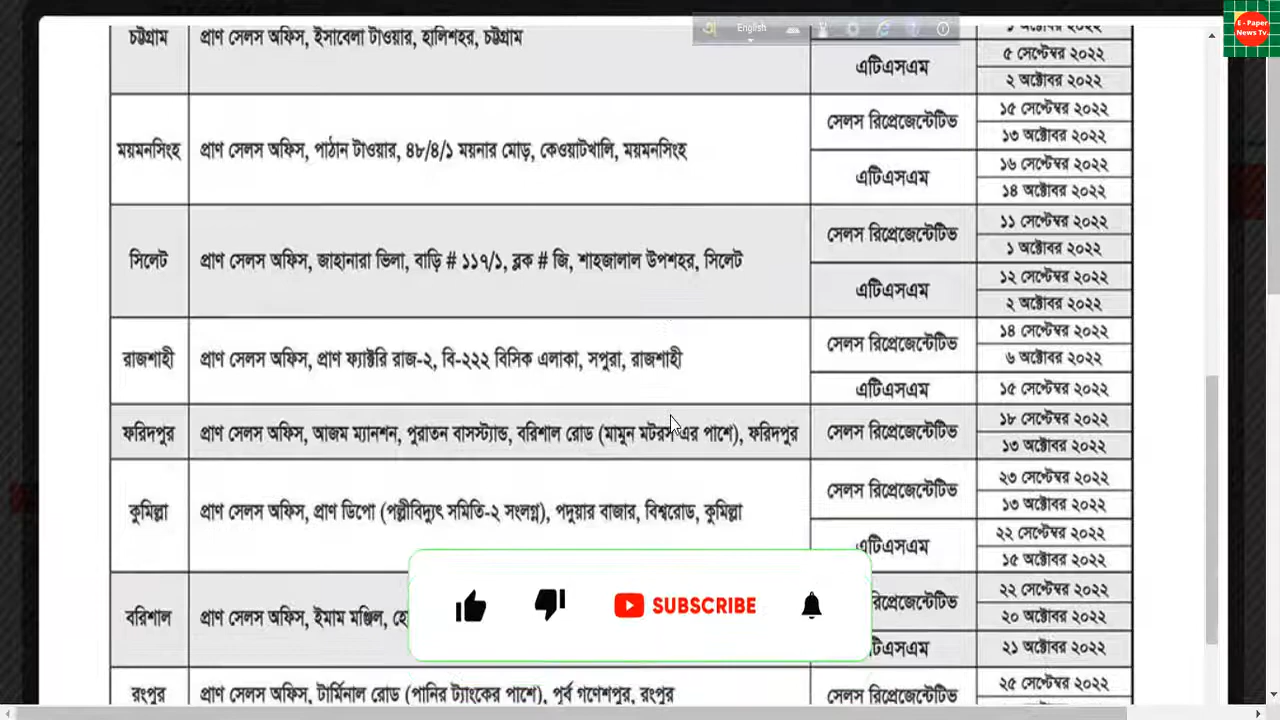 E - Paper
News Tv
English
চট্টগ্রাম
প্রাণ সেলস অফিস, ইসাবেলা টাওয়ার, হালিশহর, চট্টগ্রাম
এটিএসএম
৫ সেপ্টেম্বর ২০২২
২ অক্টোবর ২০২২
ময়মনসিংহ
প্রাণ সেলস অফিস, পাঠান টাওয়ার, ৪৮/৪/১ ময়নার মোড়, কেওয়াটখালি, ময়মনসিংহ
সেলস রিপ্রেজেন্টেটিভ
১৫ সেপ্টেম্বর ২০২২
১৩ অক্টোবর ২০২২
এটিএসএম
১৬ সেপ্টেম্বর ২০২২
১৪ অক্টোবর ২০২২
সিলেট
প্রাণ সেলস অফিস, জাহানারা ভিলা, বাড়ি # ১১৭/১, ব্লক # জি, শাহজালাল উপশহর, সিলেট
সেলস রিপ্রেজেন্টেটিভ
১১ সেপ্টেম্বর ২০২২
১ অক্টোবর ২০২২
এটিএসএম
১২ সেপ্টেম্বর ২০২২
২ অক্টোবর ২০২২
রাজশাহী
প্রাণ সেলস অফিস, প্রাণ ফ্যাক্টরি রাজ-২, বি-২২২ বিসিক এলাকা, সপুরা, রাজশাহী
সেলস রিপ্রেজেন্টেটিভ
১৪ সেপ্টেম্বর ২০২২
৬ অক্টোবর ২০২২
এটিএসএম
১৫ সেপ্টেম্বর ২০২২
ফরিদপুর
প্রাণ সেলস অফিস, আজম ম্যানশন, পুরাতন বাসস্ট্যান্ড, বরিশাল রোড (মামুন মটরস-এর পাশে), ফরিদপুর
সেলস রিপ্রেজেন্টেটিভ
১৮ সেপ্টেম্বর ২০২২
১৩ অক্টোবর ২০২২
কুমিল্লা
প্রাণ সেলস অফিস, প্রাণ ডিপো (পল্লীবিদ্যুৎ সমিতি-২ সংলগ্ন), পদুয়ার বাজার, বিশ্বরোড, কুমিল্লা
সেলস রিপ্রেজেন্টেটিভ
২৩ সেপ্টেম্বর ২০২২
১৩ অক্টোবর ২০২২
এটিএসএম
২২ সেপ্টেম্বর ২০২২
১৫ অক্টোবর ২০২২
বরিশাল
প্রাণ সেলস অফিস, ইমাম মঞ্জিল,
রিপ্রেজেন্টেটিভ
২২ সেপ্টেম্বর ২০২২
২০ অক্টোবর ২০২২
এটিএসএম
২১ অক্টোবর ২০২২
SUBSCRIBE
রংপুর
প্রাণ সেলস অফিস, টার্মিনাল রোড (পানির ট্যাংকের পাশে), পূর্ব গণেশপুর, রংপুর
সেলস রিপ্রেজেন্টেটিভ
২৫ সেপ্টেম্বর ২০২২